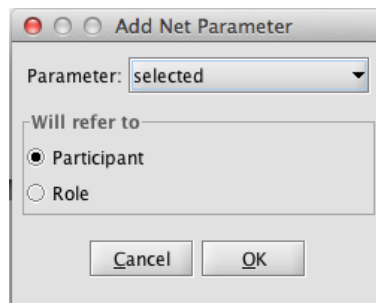 Add Net Parameter
Parameter: selected
Will refer to
Participant
Role
Cancel OK